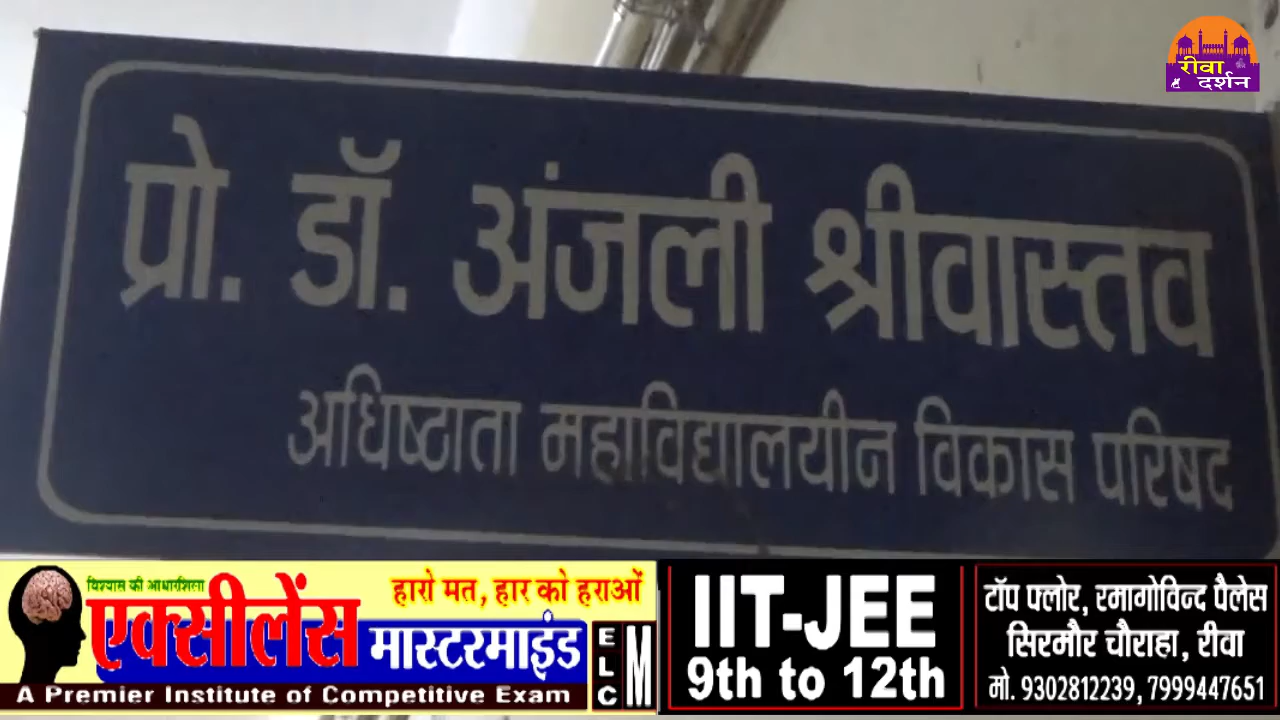 रीवा
दर्शन
प्रो. डॉ. अंजली श्रीवास्तव
अधिष्ठाता महाविद्यालयीन विकास परिषद
विश्वास की आधारशिला
एक्सीलेंस
हारो मत, हार को हराओं
मास्टरमाइंड
A Premier Institute of Competitive Exam
ELC
M
IIT-JEE
9th to 12th
टॉप फ्लोर, रमागोविन्द पैलेस
सिरमौर चौराहा, रीवा
मो. 9302812239, 7999447651